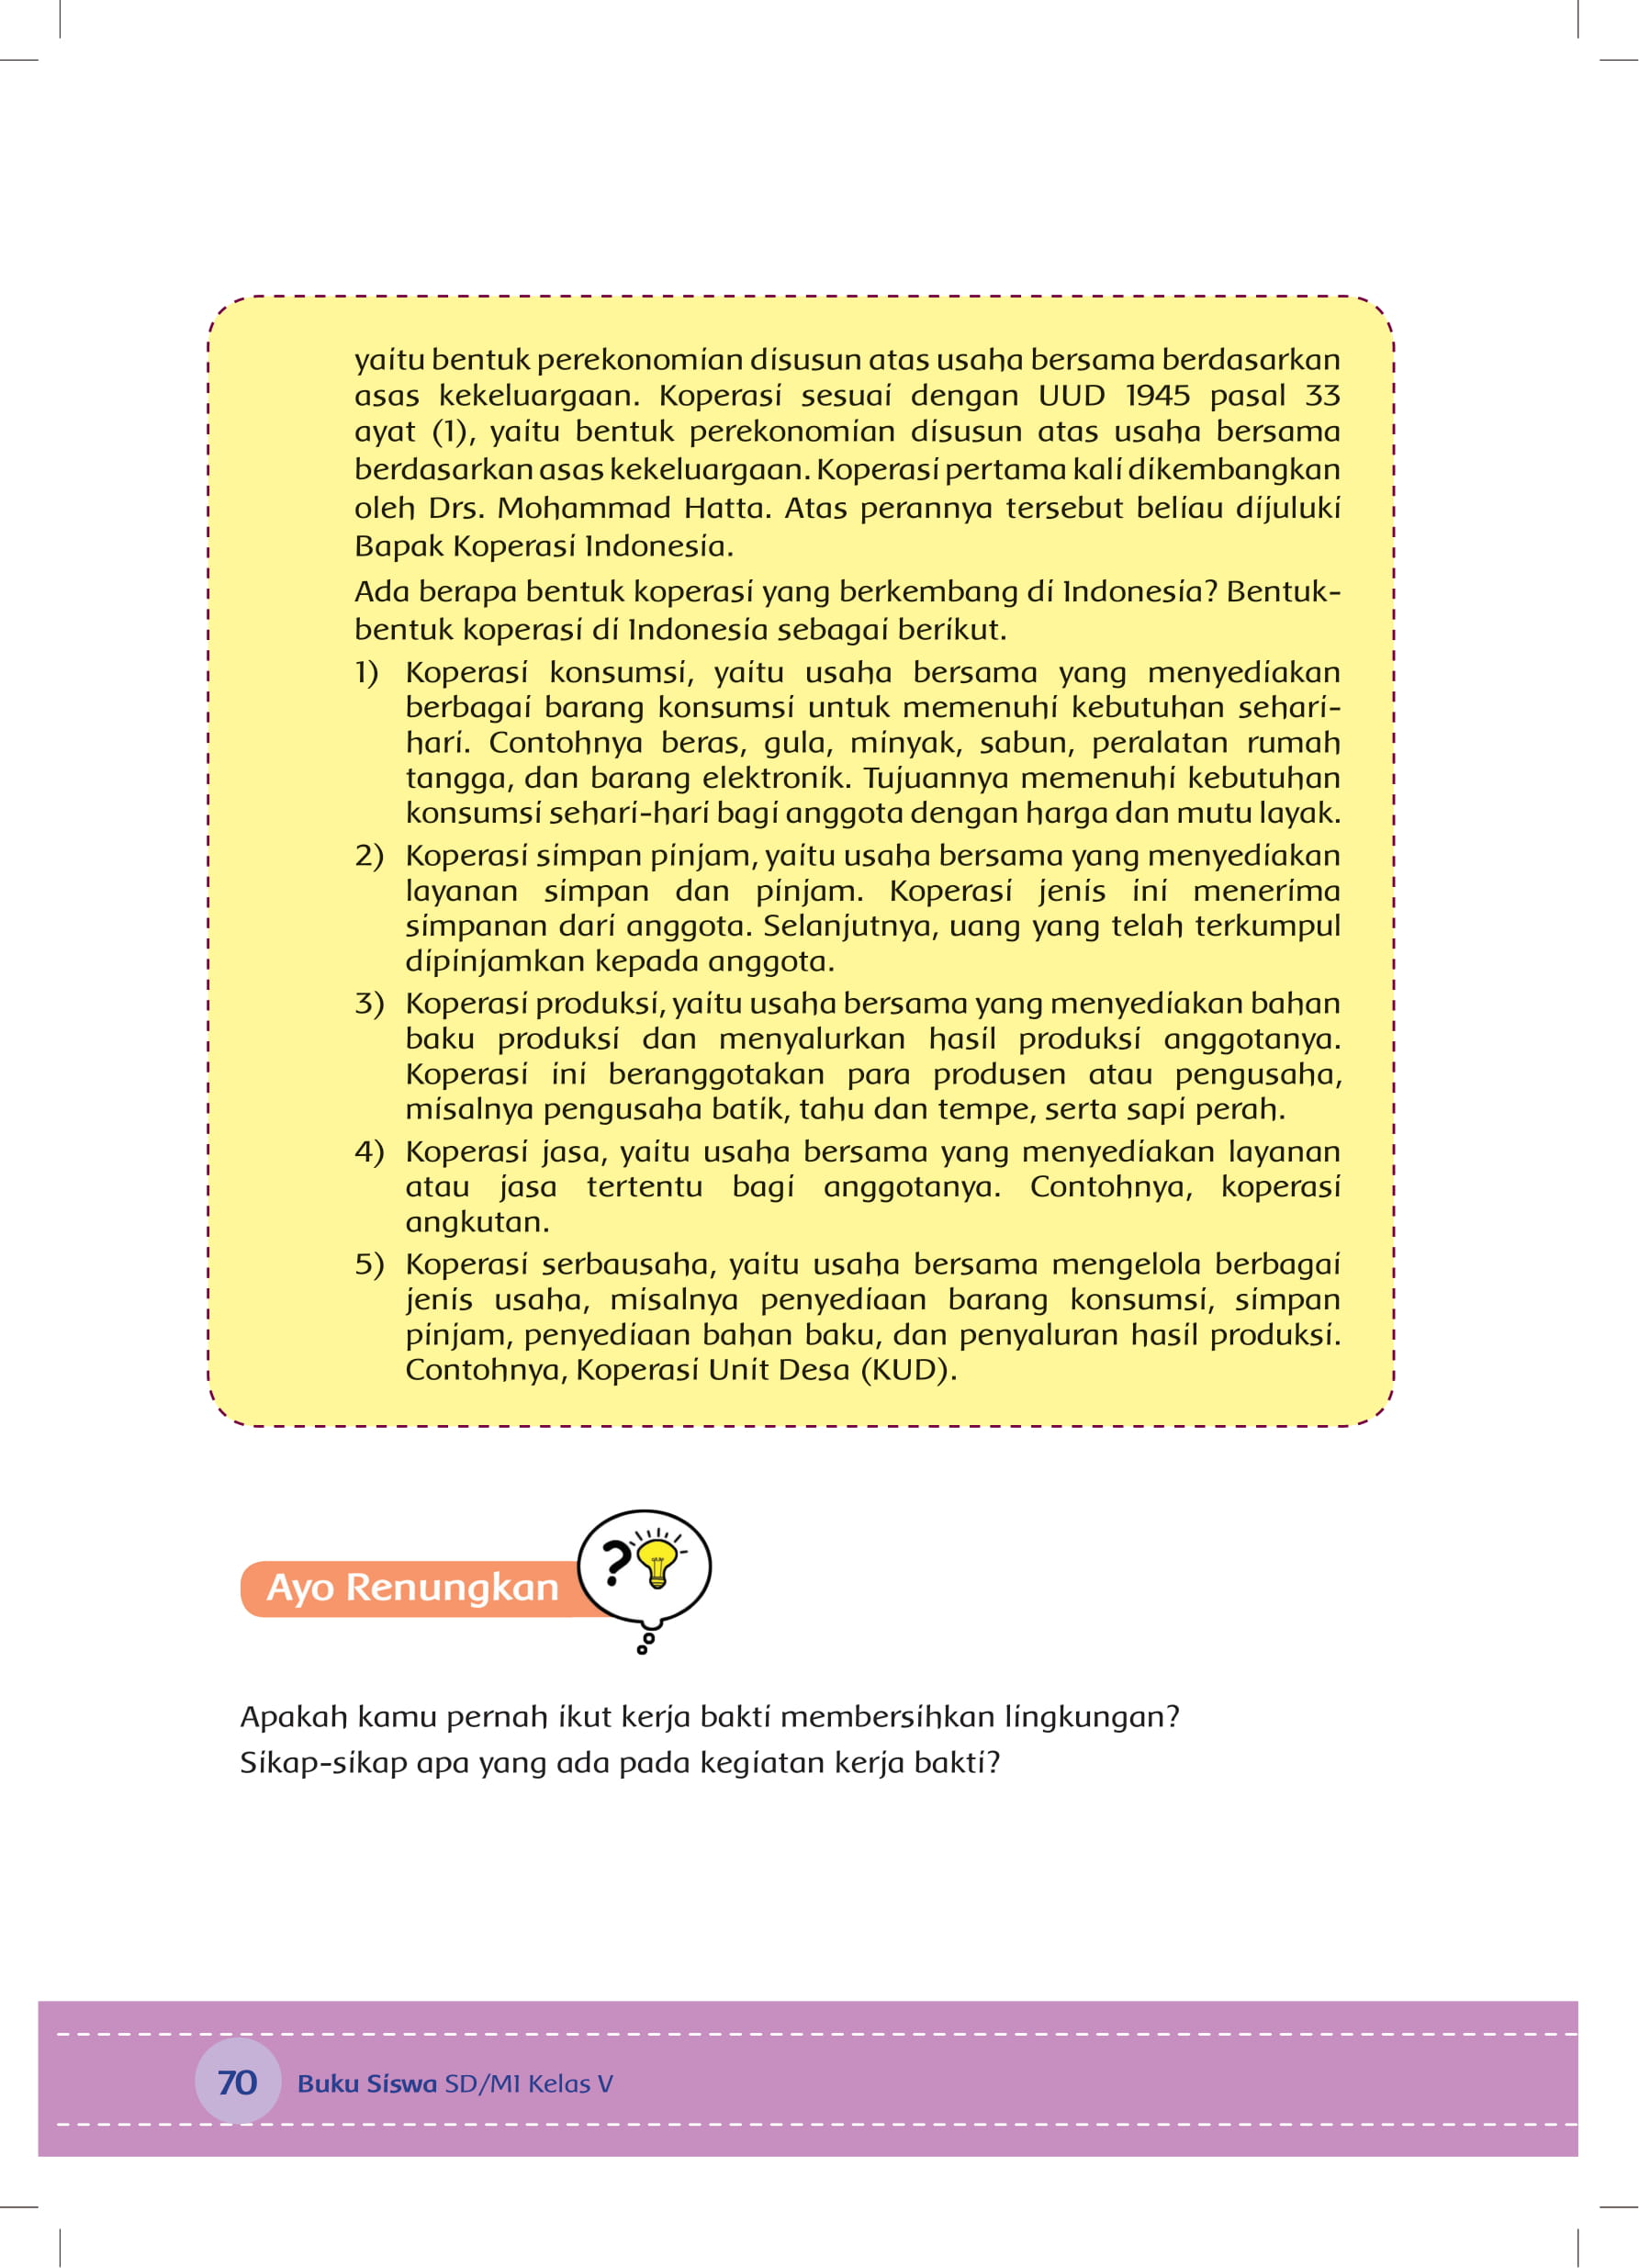 yaitu bentuk perekonomian disusun atas usaha bersama berdasarkan
asas kekeluargaan. Koperasi sesuai dengan UUD 1945 pasal 33
ayat (1), yaitu bentuk perekonomian disusun atas usaha bersama
berdasarkan asas kekeluargaan. Koperasi pertama kali dikembangkan
oleh Drs. Mohammad Hatta. Atas perannya tersebut beliau dijuluki
Bapak Koperasi Indonesia.
Ada berapa bentuk koperasi yang berkembang di Indonesia? Bentuk-
bentuk koperasi di Indonesia sebagai berikut.
1) Koperasi konsumsi, yaitu usaha bersama yang menyediakan
berbagai barang konsumsi untuk memenuhi kebutuhan sehari-
hari. Contohnya beras, gula, minyak, sabun, peralatan rumah
tangga, dan barang elektronik. Tujuannya memenuhi kebutuhan
konsumsi sehari-hari bagi anggota dengan harga dan mutu layak.
2) Koperasi simpan pinjam, yaitu usaha bersama yang menyediakan
layanan simpan dan pinjam. Koperasi jenis ini menerima
simpanan dari anggota. Selanjutnya, uang yang telah terkumpul
dipinjamkan kepada anggota.
3) Koperasi produksi, yaitu usaha bersama yang menyediakan bahan
baku produksi dan menyalurkan hasil produksi anggotanya.
Koperasi ini beranggotakan para produsen atau pengusaha,
misalnya pengusaha batik, tahu dan tempe, serta sapi perah.
4) Koperasi jasa, yaitu usaha bersama yang menyediakan layanan
atau jasa tertentu bagi anggotanya. Contohnya, koperasi
angkutan.
5) Koperasi serbausaha, yaitu usaha bersama mengelola berbagai
jenis usaha, misalnya penyediaan barang konsumsi, simpan
pinjam, penyediaan bahan baku, dan penyaluran hasil produksi.
Contohnya, Koperasi Unit Desa (KUD).
Ayo Renungkan
?
Apakah kamu pernah ikut kerja bakti membersihkan lingkungan?
Sikap-sikap apa yang ada pada kegiatan kerja bakti?
70 Buku Siswa SD/MI Kelas V